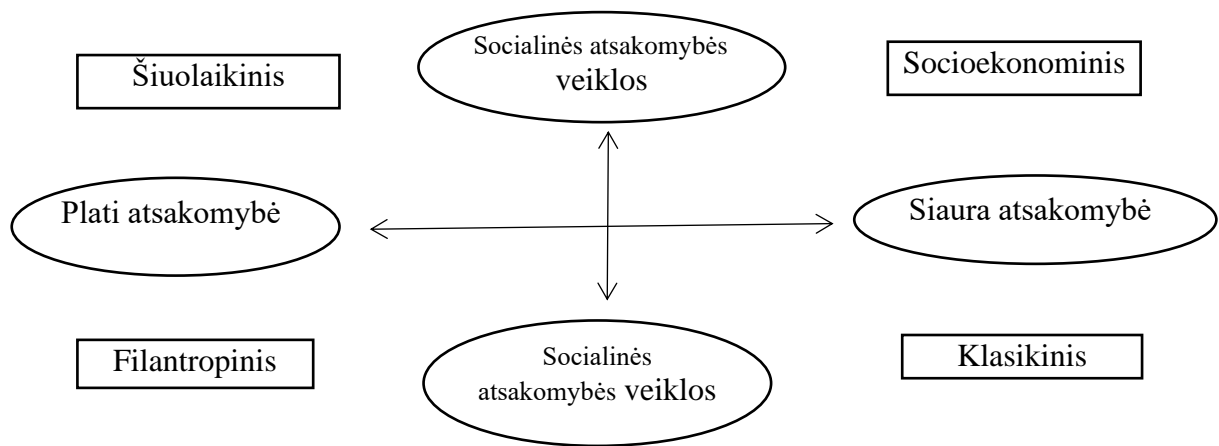 Šiuolaikinis
Socialinės atsakomybės
veiklos
Socioekonominis
Plati atsakomybė
Siaura atsakomybė
Filantropinis
Socialinės
atsakomybės veiklos
Klasikinis